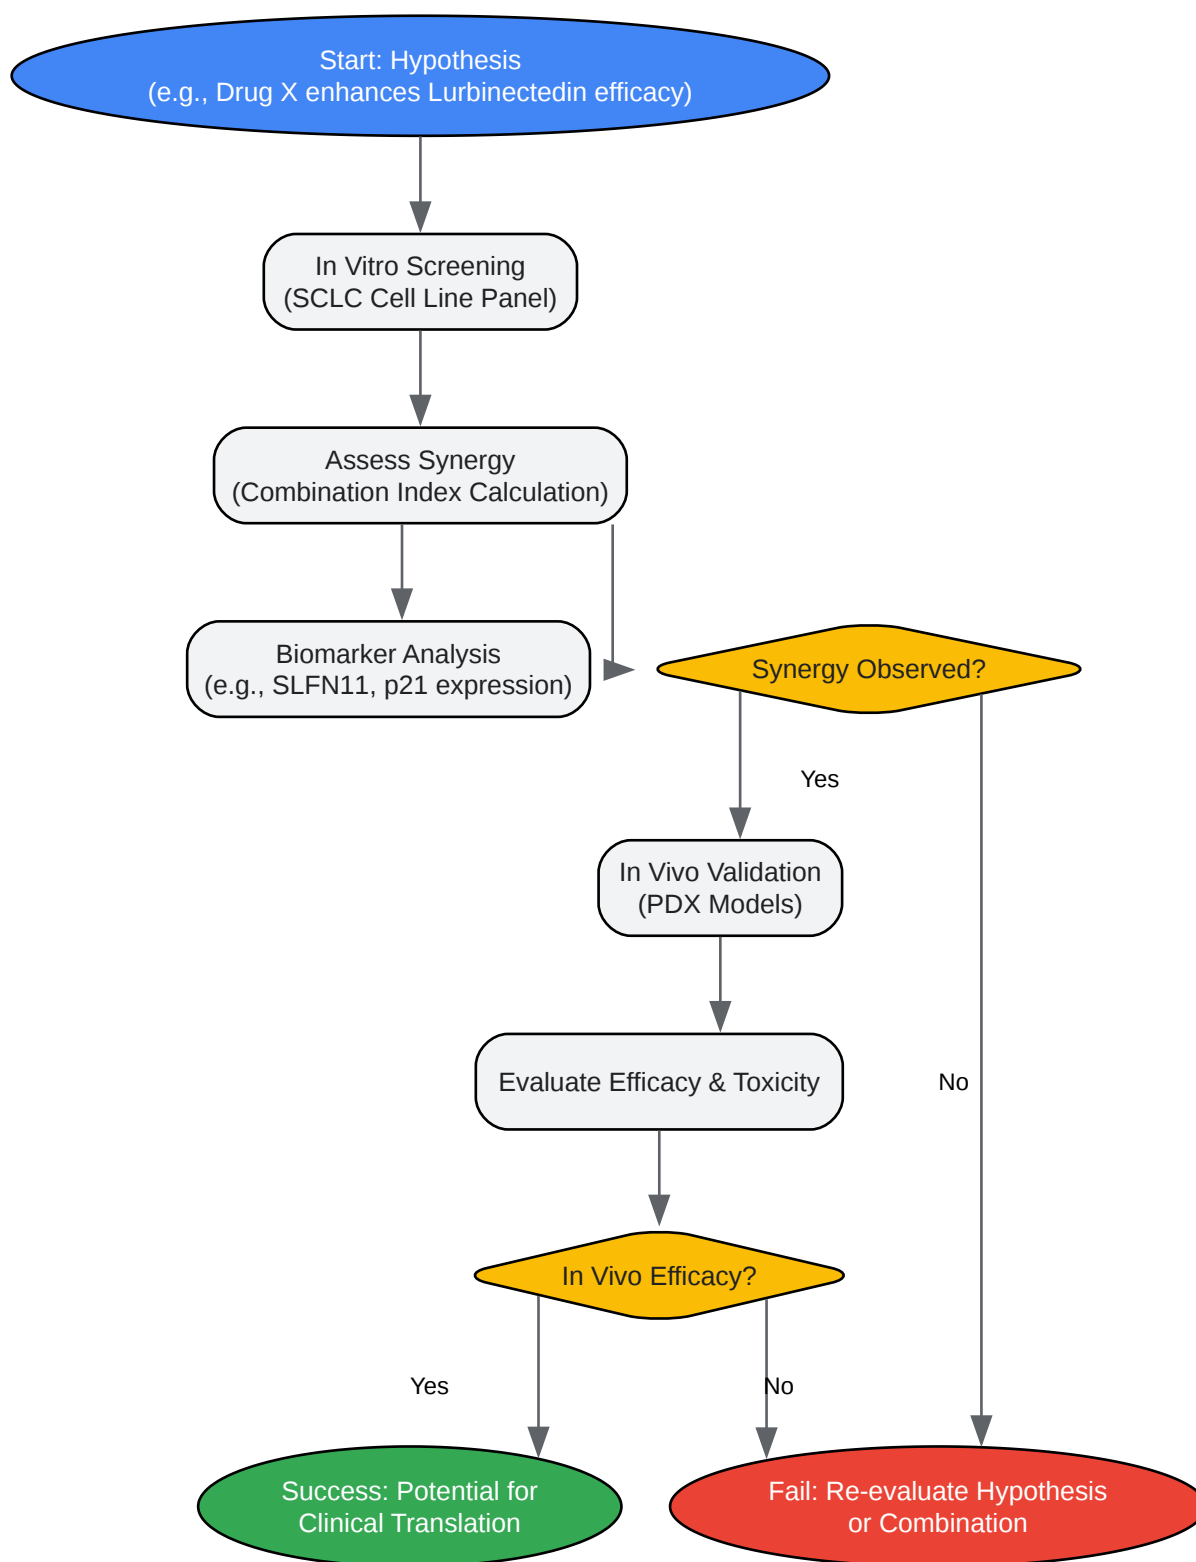 Start: Hypothesis
(e.g., Drug X enhances Lurbinectedin efficacy)
In Vitro Screening
(SCLC Cell Line Panel)
Assess Synergy
(Combination Index Calculation)
Biomarker Analysis
(e.g., SLFN11, p21 expression)
Synergy Observed?
Yes
In Vivo Validation
(PDX Models)
Evaluate Efficacy & Toxicity
No
In Vivo Efficacy?
Yes
No
Success: Potential for
Clinical Translation
Fail: Re-evaluate Hypothesis
or Combination